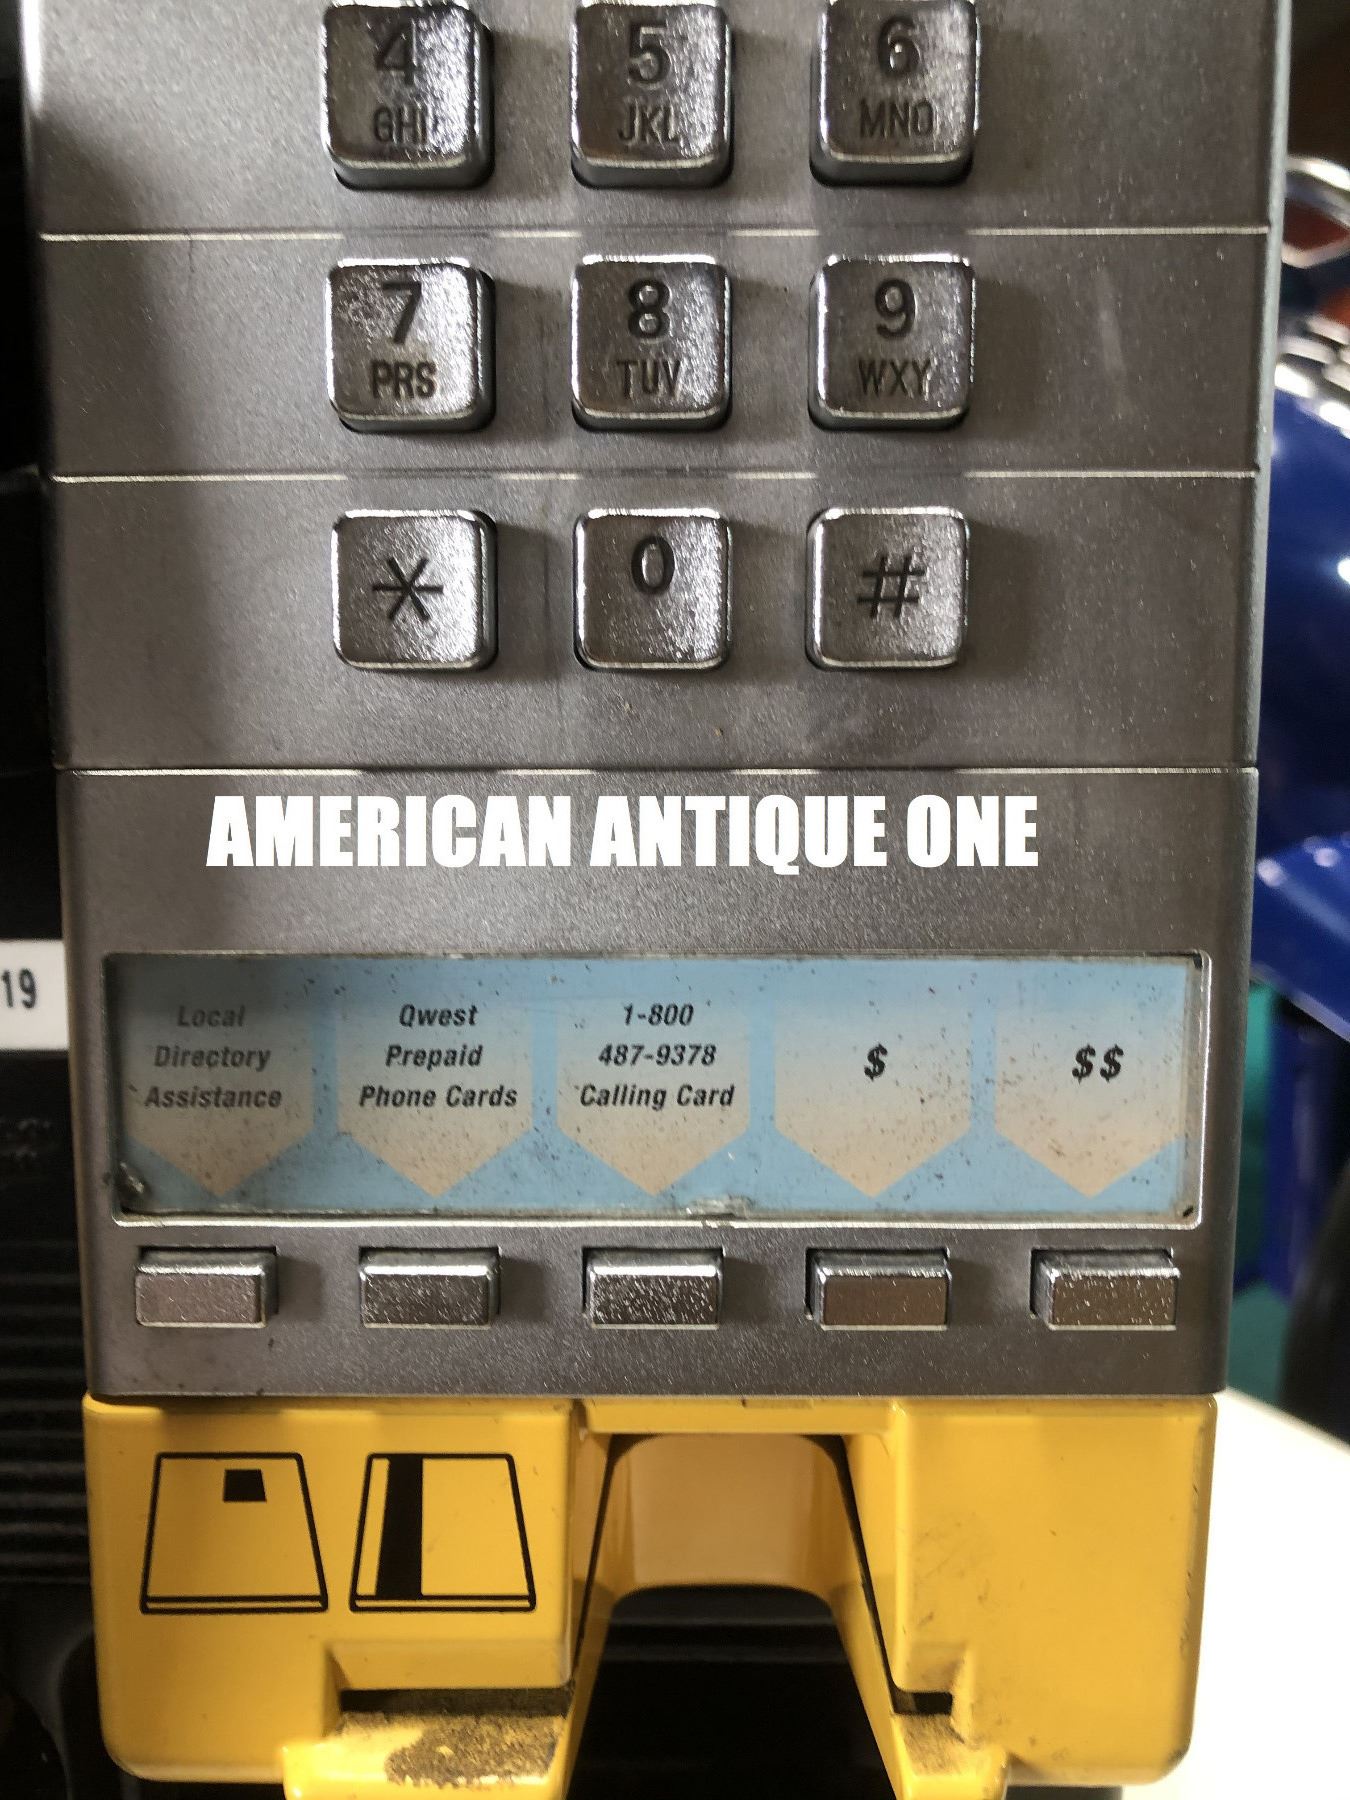 4 5 6
GHI JKL MNO
7 8 9
PRS TUV WXY
* 0 #
AMERICAN ANTIQUE ONE
19
Local
Directory
Assistance
Qwest
Prepaid
Phone Cards
1-800
487-9378
Calling Card
$
$$